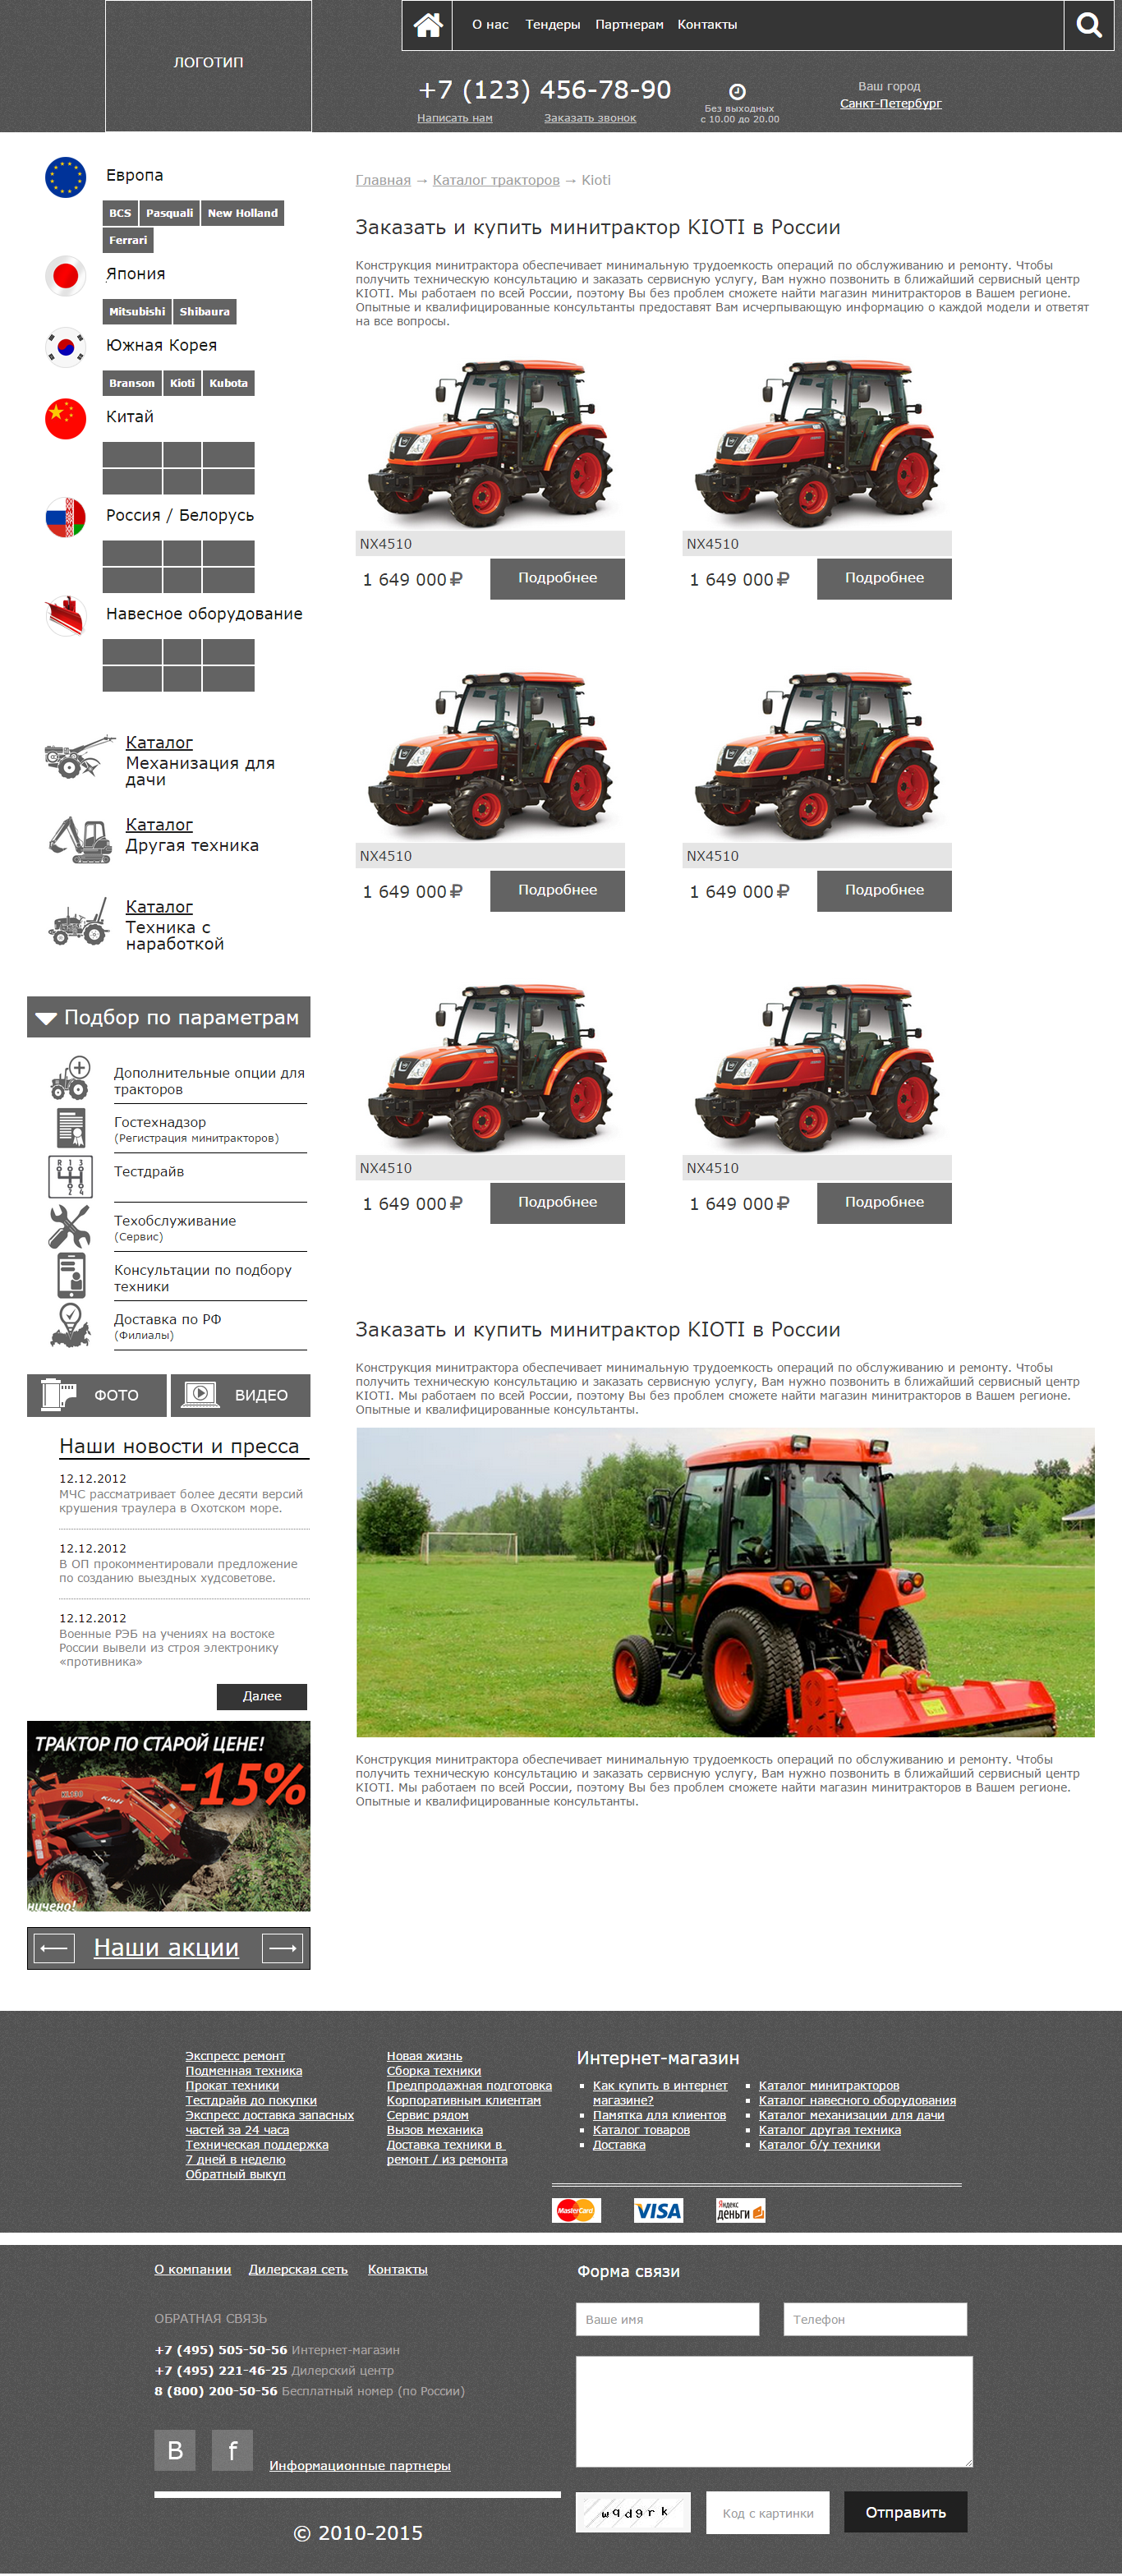 ЛОГОТИП
О нас Тендеры Партнерам Контакты
+7 (123) 456-78-90
Написать нам Заказать звонок
Без выходных
с 10.00 до 20.00
Ваш город
Санкт-Петербург
Европа
BCS Pasquali New Holland
Ferrari
Япония
Mitsubishi Shibaura
Южная Корея
Branson Kioti Kubota
Китай
Россия / Белорусь
Навесное оборудование
Каталог
Механизация для
дачи
Каталог
Другая техника
Каталог
Техника с
наработкой
Подбор по параметрам
Дополнительные опции для
тракторов
Гостехнадзор
(Регистрация минитракторов)
R 1 3
2 4
Тестдрайв
Техобслуживание
(Сервис)
Консультации по подбору
техники
Доставка по РФ
(Филиалы)
ФОТО ВИДЕО
Наши новости и пресса
12.12.2012
МЧС рассматривает более десяти версий
крушения траулера в Охотском море.
12.12.2012
В ОП прокомментировали предложение
по созданию выездных худсоветове.
12.12.2012
Военные РЭБ на учениях на востоке
России вывели из строя электронику
«противника»
Далее
ТРАКТОР ПО СТАРОЙ ЦЕНЕ!
-15%
Kioti
ничено!
Наши акции
Главная → Каталог тракторов → Kioti
Заказать и купить минитрактор KIOTI в России
Конструкция минитрактора обеспечивает минимальную трудоемкость операций по обслуживанию и ремонту. Чтобы
получить техническую консультацию и заказать сервисную услугу, Вам нужно позвонить в ближайший сервисный центр
KIOTI. Мы работаем по всей России, поэтому Вы без проблем сможете найти магазин минитракторов в Вашем регионе.
Опытные и квалифицированные консультанты предоставят Вам исчерпывающую информацию о каждой модели и ответят
на все вопросы.
NX4510 NX4510
1 649 000 ₽ Подробнее 1 649 000 ₽ Подробнее
NX4510 NX4510
1 649 000 ₽ Подробнее 1 649 000 ₽ Подробнее
NX4510 NX4510
1 649 000 ₽ Подробнее 1 649 000 ₽ Подробнее
Заказать и купить минитрактор KIOTI в России
Конструкция минитрактора обеспечивает минимальную трудоемкость операций по обслуживанию и ремонту. Чтобы
получить техническую консультацию и заказать сервисную услугу, Вам нужно позвонить в ближайший сервисный центр
KIOTI. Мы работаем по всей России, поэтому Вы без проблем сможете найти магазин минитракторов в Вашем регионе.
Опытные и квалифицированные консультанты.
Конструкция минитрактора обеспечивает минимальную трудоемкость операций по обслуживанию и ремонту. Чтобы
получить техническую консультацию и заказать сервисную услугу, Вам нужно позвонить в ближайший сервисный центр
KIOTI. Мы работаем по всей России, поэтому Вы без проблем сможете найти магазин минитракторов в Вашем регионе.
Опытные и квалифицированные консультанты.
Экспресс ремонт
Подменная техника
Прокат техники
Тестдрайв до покупки
Экспресс доставка запасных
частей за 24 часа
Техническая поддержка
7 дней в неделю
Обратный выкуп
Новая жизнь
Сборка техники
Предпродажная подготовка
Корпоративным клиентам
Сервис рядом
Вызов механика
Доставка техники в
ремонт / из ремонта
Интернет-магазин
Как купить в интернет
магазине?
Памятка для клиентов
Каталог товаров
Доставка
Каталог минитракторов
Каталог навесного оборудования
Каталог механизации для дачи
Каталог другая техника
Каталог б/у техники
MasterCard VISA Яндекс
деньги
О компании Дилерская сеть Контакты
ОБРАТНАЯ СВЯЗЬ
+7 (495) 505-50-56 Интернет-магазин
+7 (495) 221-46-25 Дилерский центр
8 (800) 200-50-56 Бесплатный номер (по России)
B f Информационные партнеры
© 2010-2015
Форма связи
Ваше имя Телефон
wqd9rk Код с картинки Отправить